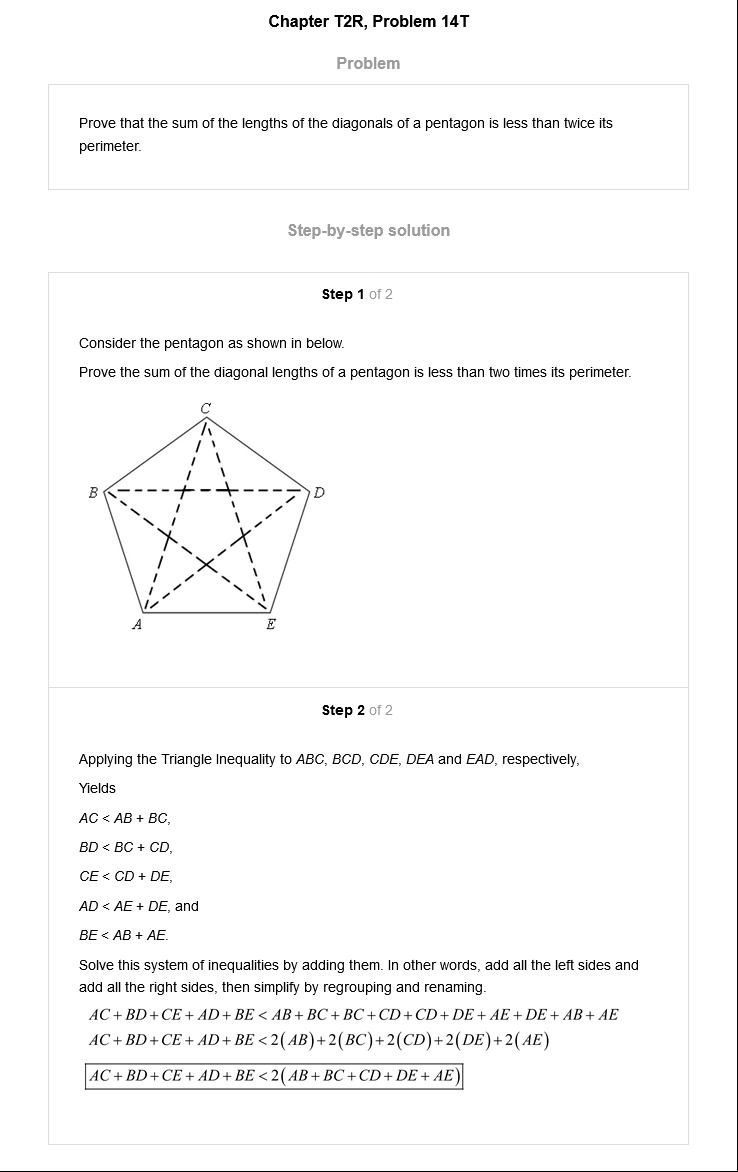 Chapter T2R, Problem 14T
Problem
Prove that the sum of the lengths of the diagonals of a pentagon is less than twice its
perimeter.
Step-by-step solution
Step 1 of 2
Consider the pentagon as shown in below.
Prove the sum of the diagonal lengths of a pentagon is less than two times its perimeter.
C
B
D
A
E
Step 2 of 2
Applying the Triangle Inequality to ABC, BCD, CDE, DEA and EAD, respectively,
Yields
AC < AB + BC,
BD < BC + CD,
CE < CD + DE,
AD < AE + DE, and
BE < AB + AE.
Solve this system of inequalities by adding them. In other words, add all the left sides and
add all the right sides, then simplify by regrouping and renaming.
AC + BD + CE + AD + BE < AB + BC + BC + CD + CD + DE + AE + DE + AB + AE
AC + BD + CE + AD + BE < 2(AB) + 2(BC) + 2(CD) + 2(DE) + 2(AE)
AC + BD + CE + AD + BE < 2(AB + BC + CD + DE + AE)